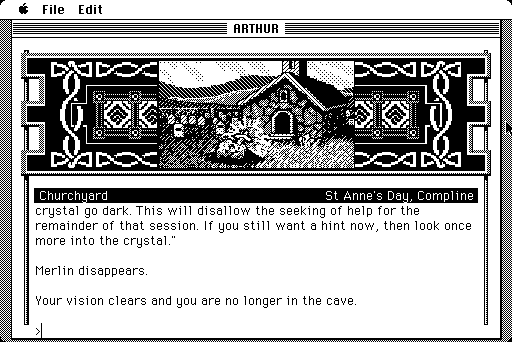 File Edit
ARTHUR
Churchyard St Anne's Day, Compline
crystal go dark. This will disallow the seeking of help for the
remainder of that session. If you still want a hint now, then look once
more into the crystal."
Merlin disappears.
Your vision clears and you are no longer in the cave.
>